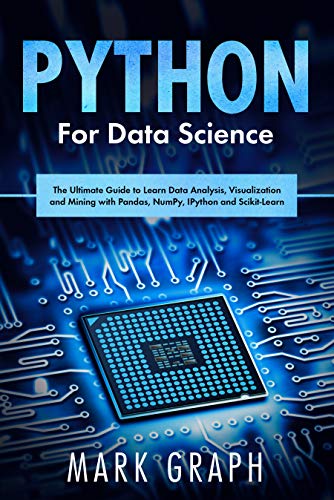 PYTHON
For Data Science
The Ultimate Guide to Learn Data Analysis, Visualization
and Mining with Pandas, NumPy, IPython and Scikit-Learn
MARK GRAPH